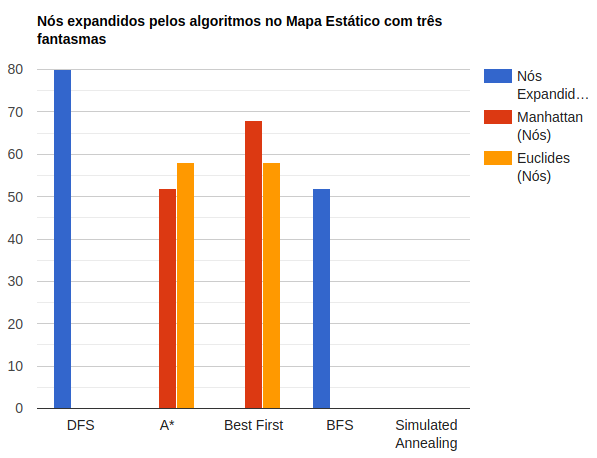 Nós expandidos pelos algoritmos no Mapa Estático com três
fantasmas
80
70
60
50
40
30
20
10
0
DFS
A*
Best First
BFS
Simulated
Annealing
Nós
Expandid…
Manhattan
(Nós)
Euclides
(Nós)